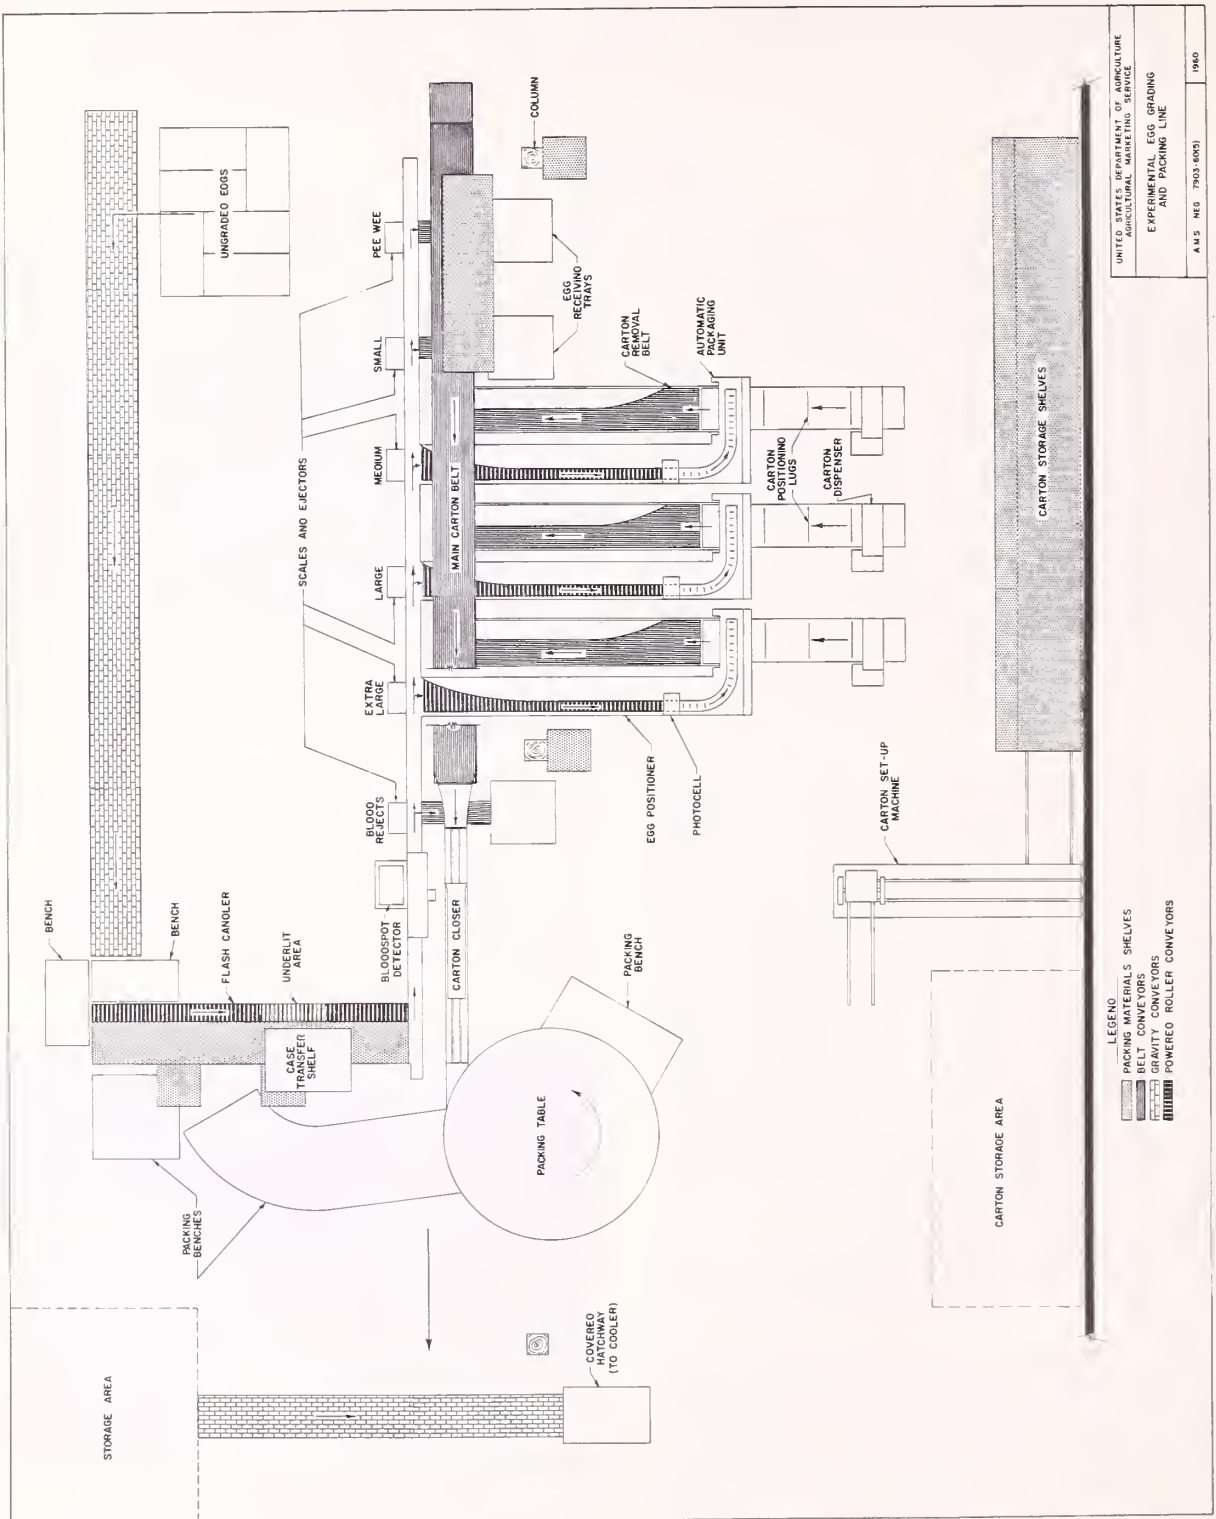 STORAGE AREA
COVERED
HATCHWAY
(TO COOLER)
PACKING
BENCHES
BENCH
BENCH
FLASH CANDLER
UNDERLIT
AREA
CASE
TRANSFER
SHELF
BLOODSPOT
DETECTOR
CARTON CLOSER
PACKING TABLE
PACKING
BENCH
UNGRADED EGGS
SCALES AND EJECTORS
BLOOD
REJECTS
EXTRA
LARGE
LARGE
MEDIUM
SMALL
PEE WEE
MAIN CARTON BELT
COLUMN
EGG
RECEIVING
TRAYS
CARTON
REMOVAL
BELT
AUTOMATIC
PACKAGING
UNIT
EGG POSITIONER
PHOTOCELL
CARTON
POSITIONING
LUGS
CARTON
DISPENSER
CARTON SET-UP
MACHINE
CARTON STORAGE SHELVES
CARTON STORAGE AREA
LEGEND
PACKING MATERIALS SHELVES
BELT CONVEYORS
GRAVITY CONVEYORS
POWERED ROLLER CONVEYORS
UNITED STATES DEPARTMENT OF AGRICULTURE
AGRICULTURAL MARKETING SERVICE
EXPERIMENTAL EGG GRADING
AND PACKING LINE
AMS NEG 7903-60(5) 1960